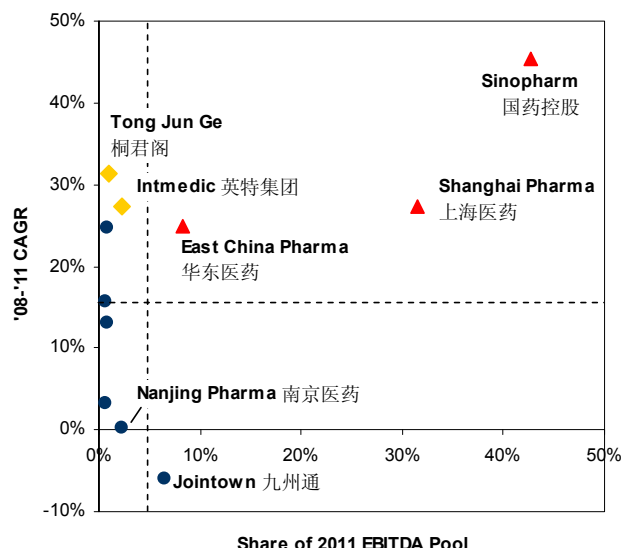 50%
Sinopharm
国药控股
40%
Tong Jun Ge
桐君阁
30%
Intmedic 英特集团
Shanghai Pharma
上海医药
East China Pharma
华东医药
20%
'08-'11 CAGR
10%
Nanjing Pharma 南京医药
0%
0% 10% 20% 30% 40% 50%
Jointown 九州通
-10%
Share of 2011 EBITDA Pool